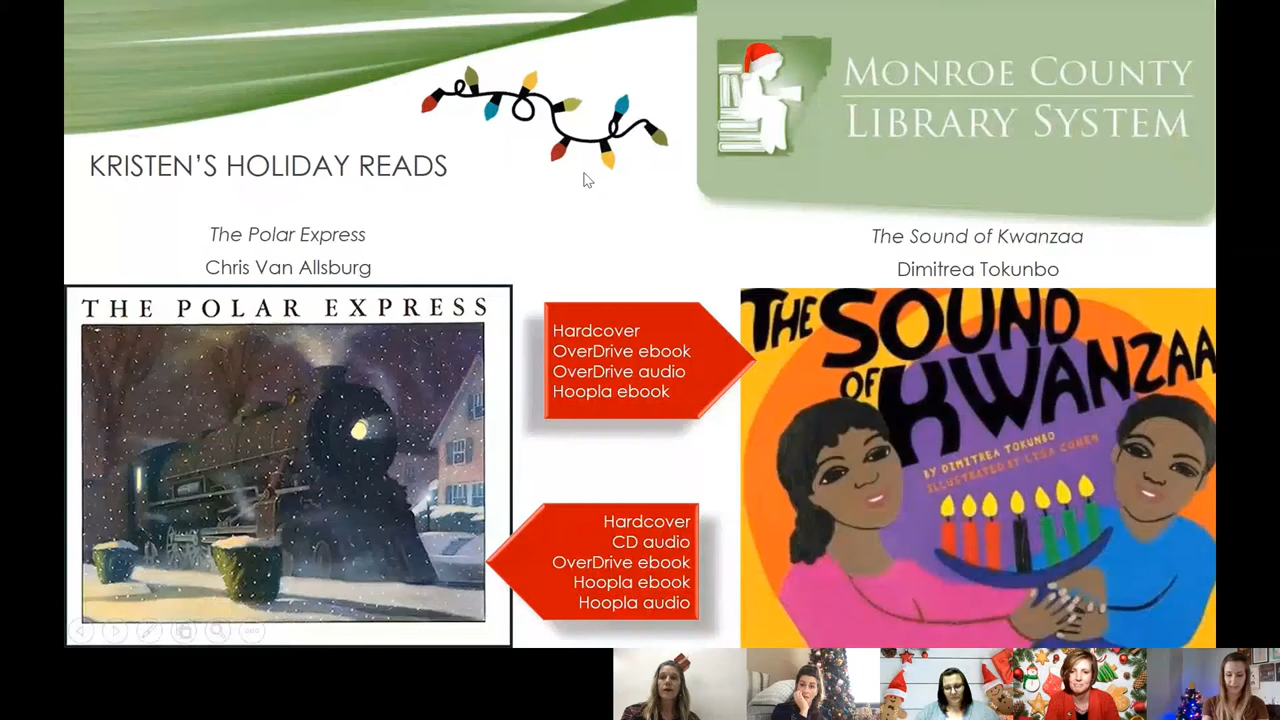 MONROE COUNTY
LIBRARY SYSTEM
KRISTEN'S HOLIDAY READS
The Polar Express
Chris Van Allsburg
The Sound of Kwanzaa
Dimitrea Tokunbo
THE POLAR EXPRESS
Hardcover
OverDrive ebook
OverDrive audio
Hoopla ebook
Hardcover
CD audio
OverDrive ebook
Hoopla ebook
Hoopla audio
THE SOUND
OF KWANZAA
BY DIMITREA TOKUNBO
ILLUSTRATED BY LISA COHEN